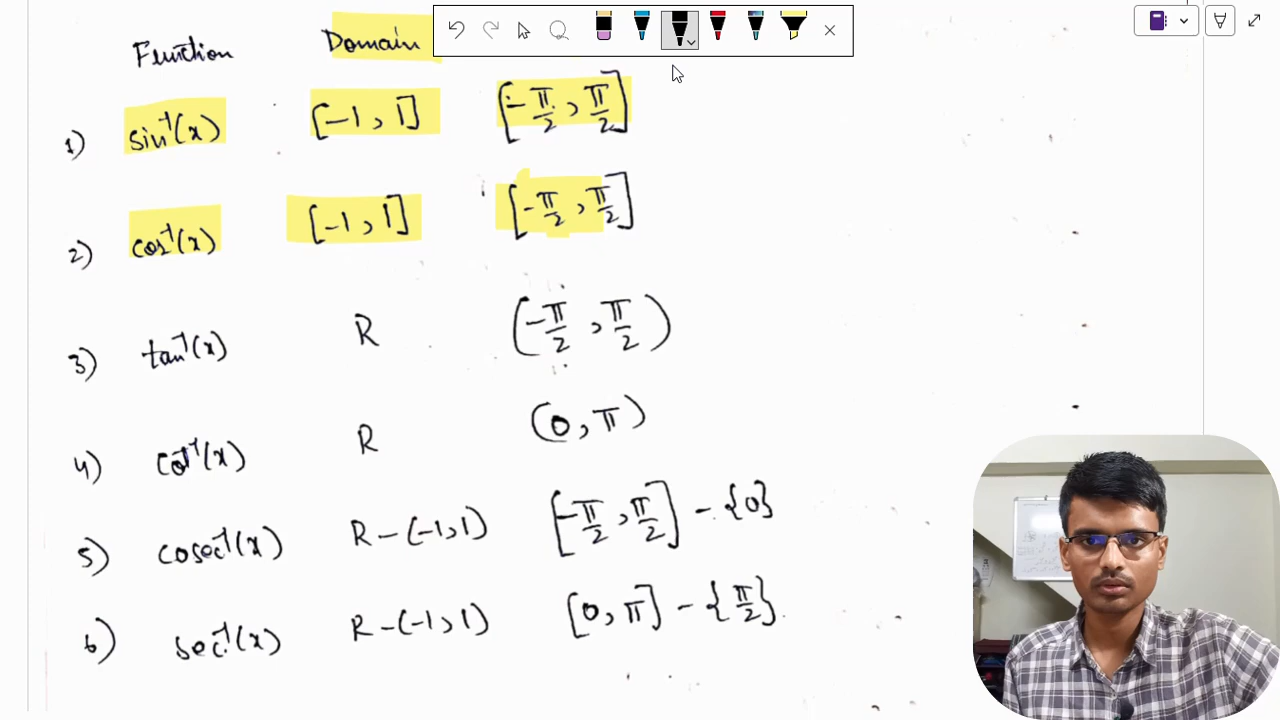 Function Domain
1) sin⁻¹(x) [-1, 1] [-π/2, π/2]
2) cos⁻¹(x) [-1, 1] [-π/2, π/2]
3) tan⁻¹(x) R (-π/2, π/2)
4) cot⁻¹(x) R (0, π)
5) cosec⁻¹(x) R - (-1, 1) [-π/2, π/2] - {0}
6) sec⁻¹(x) R - (-1, 1) [0, π] - {π/2}